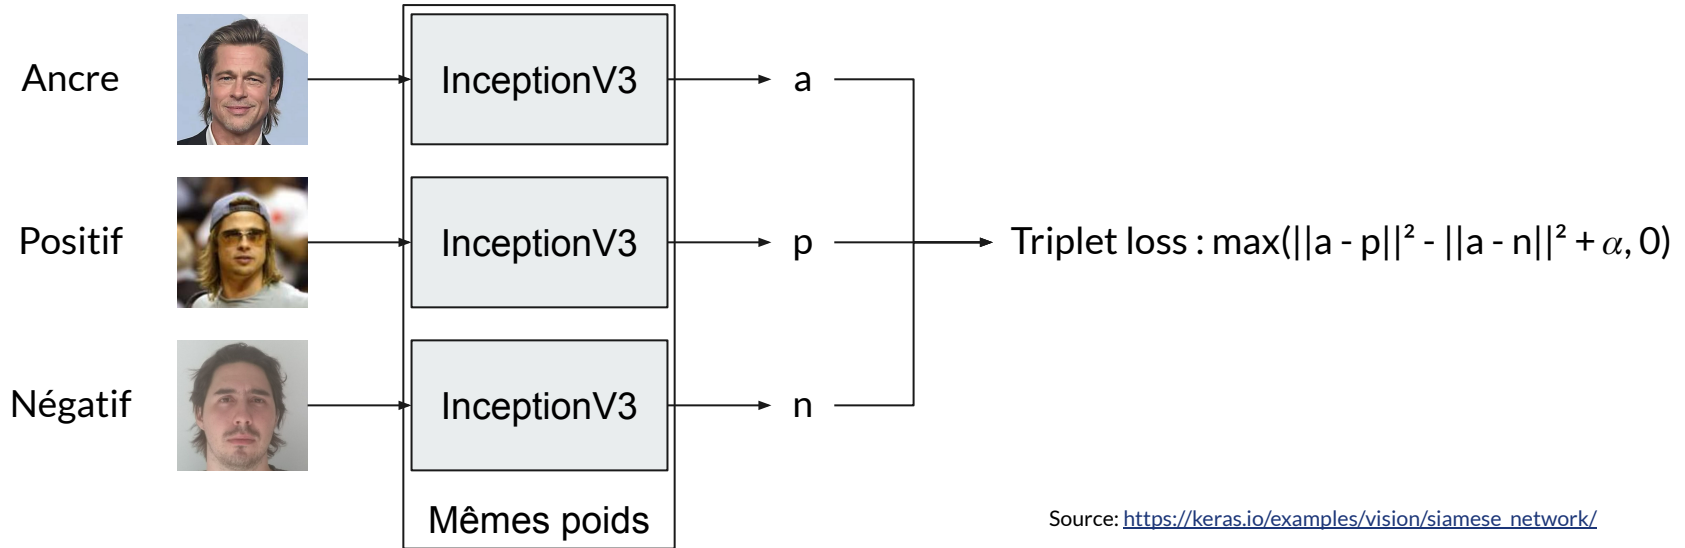 Ancre
InceptionV3
a
Positif
InceptionV3
p
Triplet loss : max(||a - p||² - ||a - n||² + α, 0)
Négatif
InceptionV3
n
Mêmes poids
Source: https://keras.io/examples/vision/siamese_network/